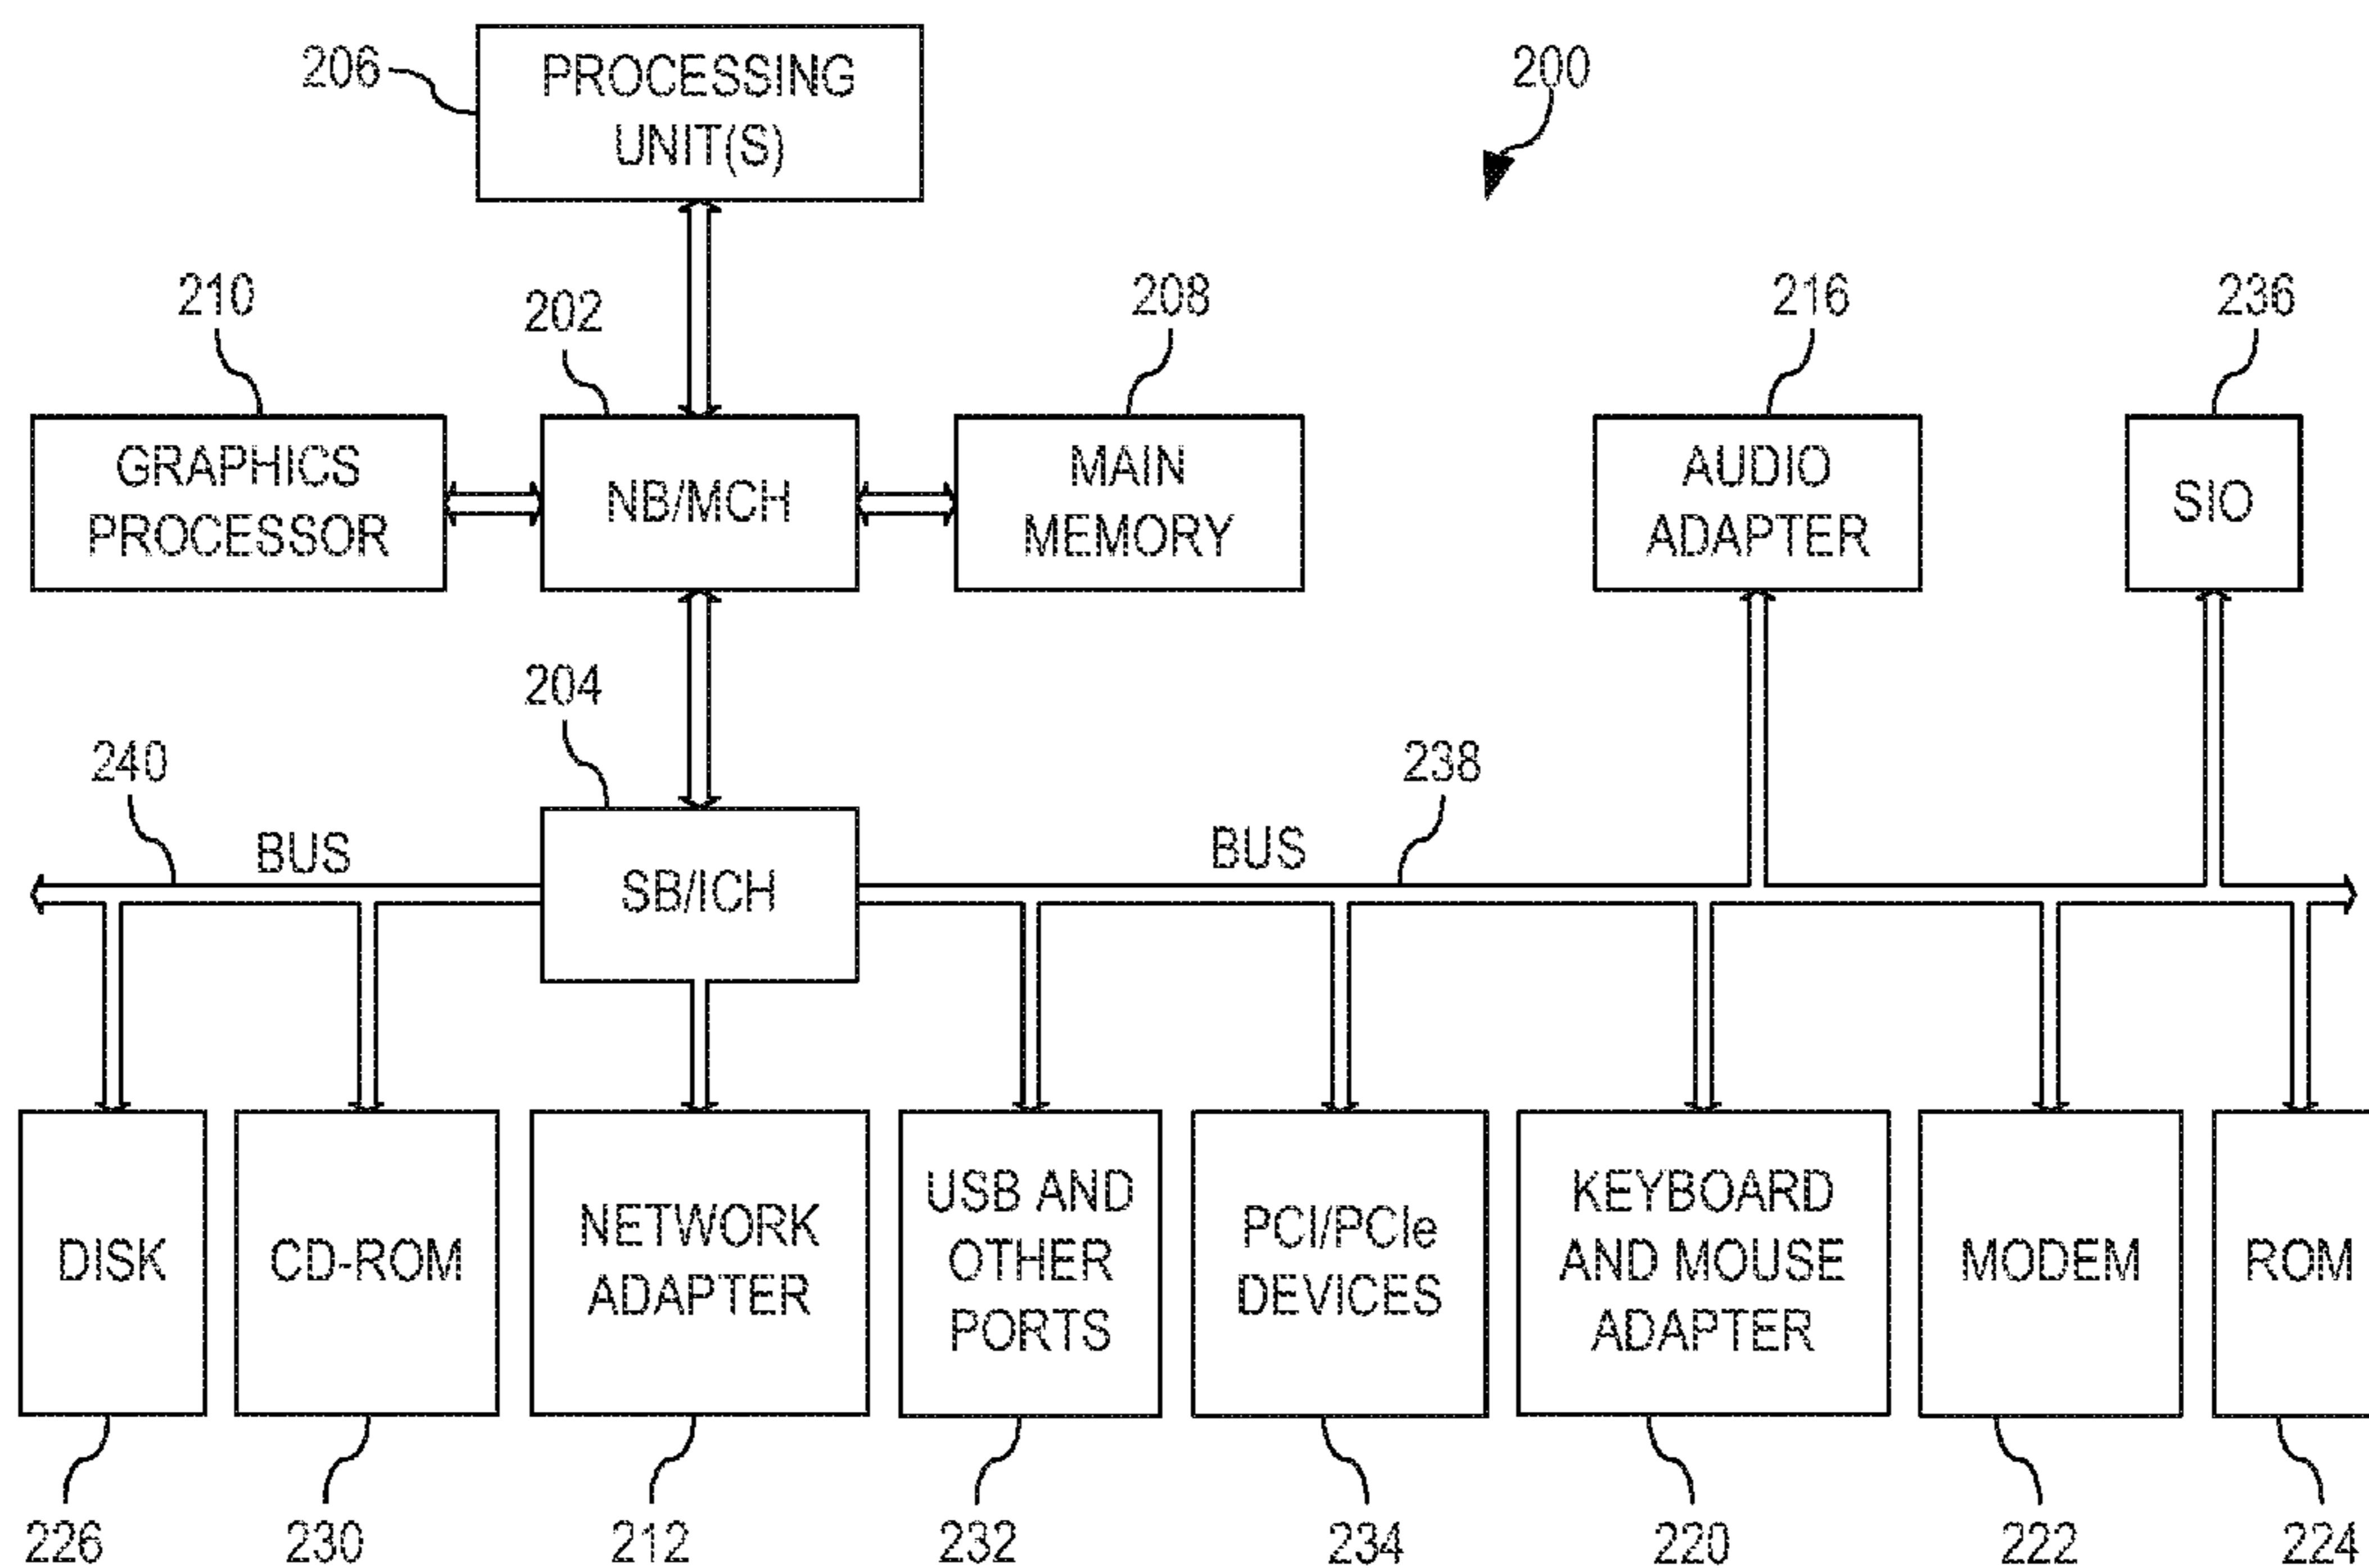 206
PROCESSING
UNIT(S)
200
210
202
208
216
236
GRAPHICS
PROCESSOR
NB/MCH
MAIN
MEMORY
AUDIO
ADAPTER
SIO
204
240
238
BUS
BUS
SB/ICH
DISK
CD-ROM
NETWORK
ADAPTER
USB AND
OTHER
PORTS
PCI/PCIe
DEVICES
KEYBOARD
AND MOUSE
ADAPTER
MODEM
ROM
226
230
212
232
234
220
222
224